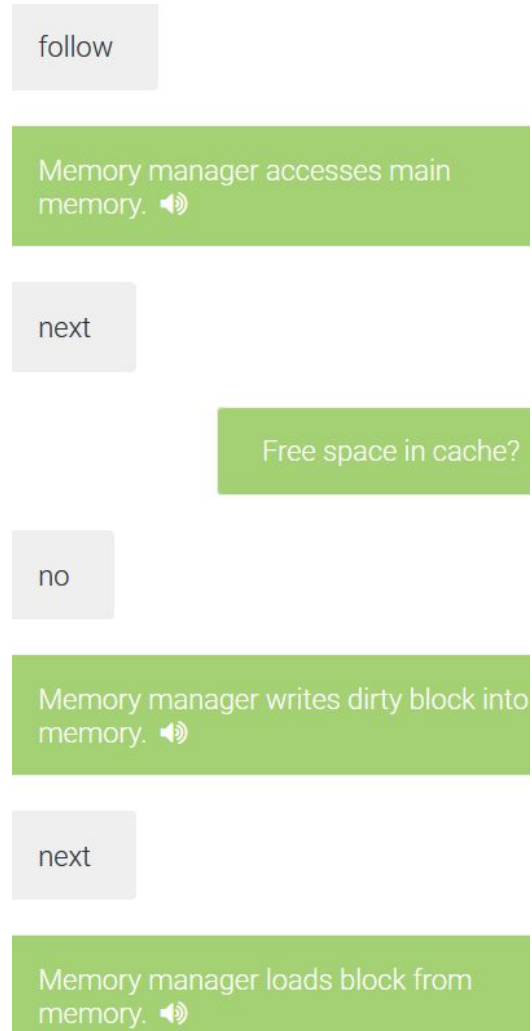 follow
Memory manager accesses main
memory.
next
Free space in cache?
no
Memory manager writes dirty block into
memory.
next
Memory manager loads block from
memory.